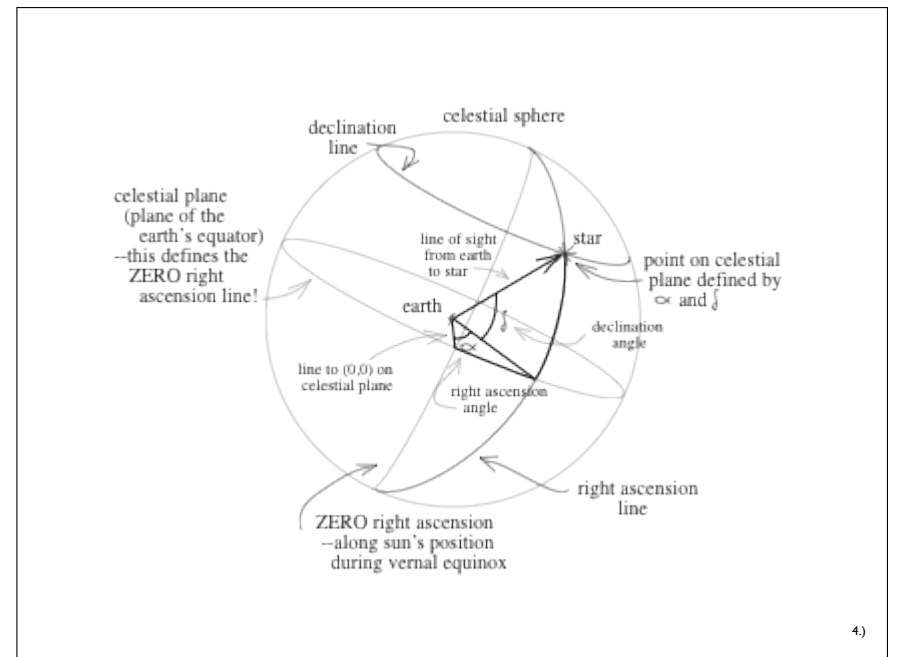 celestial sphere
declination
line
celestial plane
(plane of the
earth's equator)
--this defines the
ZERO right
ascension line!
line of sight
from earth
to star
star
point on celestial
plane defined by
α and δ
earth
δ
declination
angle
α
line to (0,0) on
celestial plane
right ascension
angle
right ascension
line
ZERO right ascension
--along sun's position
during vernal equinox
4.)